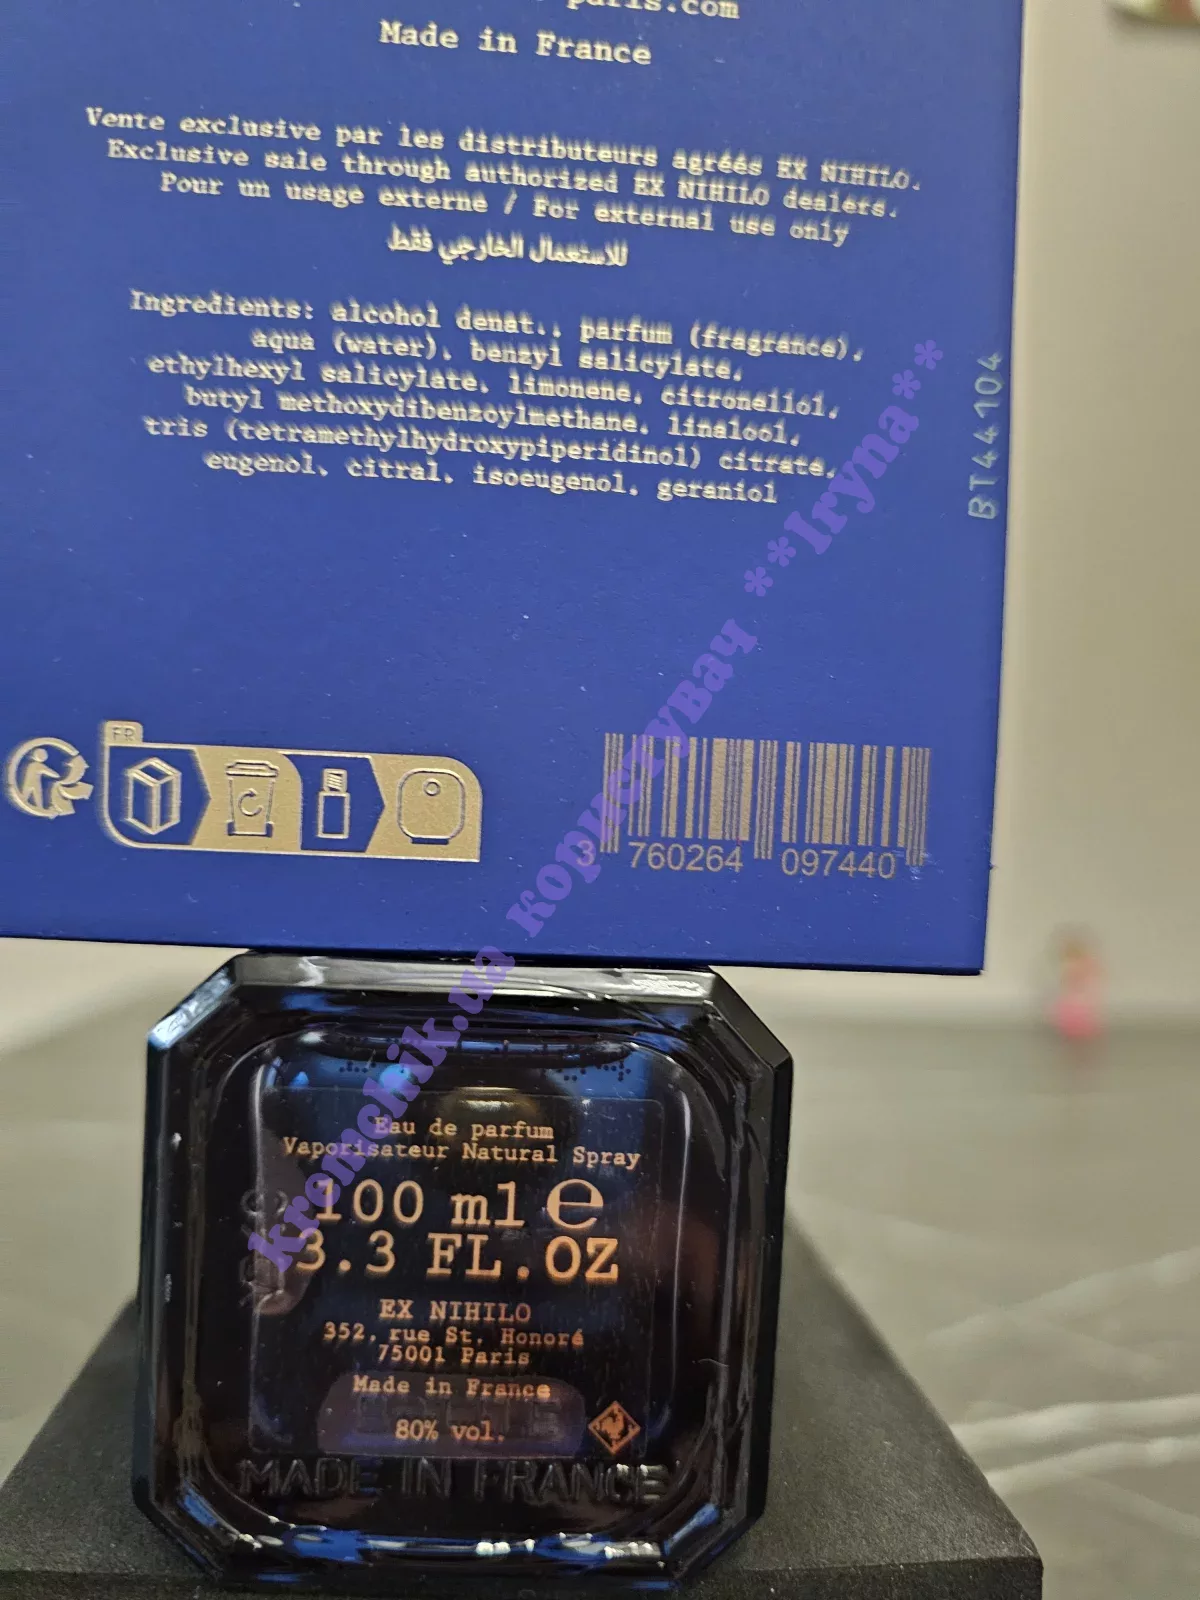 paris.com
Made in France
Vente exclusive par les distributeurs agréés EX NIHILO.
Exclusive sale through authorized EX NIHILO dealers.
Pour un usage externe / For external use only
للاستعمال الخارجي فقط
Ingredients: alcohol denat., parfum (fragrance),
aqua (water), benzyl salicylate,
ethylhexyl salicylate, limonene, citronellol,
butyl methoxydibenzoylmethane, linalool,
tris (tetramethylhydroxypiperidinol) citrate,
eugenol, citral, isoeugenol, geraniol
BT44104
FR
3 760264 097440
kremchik.ua користувач **Iryna**
Eau de parfum
Vaporisateur Natural Spray
100 ml e
3.3 FL.OZ
EX NIHILO
352, rue St. Honoré
75001 Paris
Made in France
80% vol.
MADE IN FRANCE